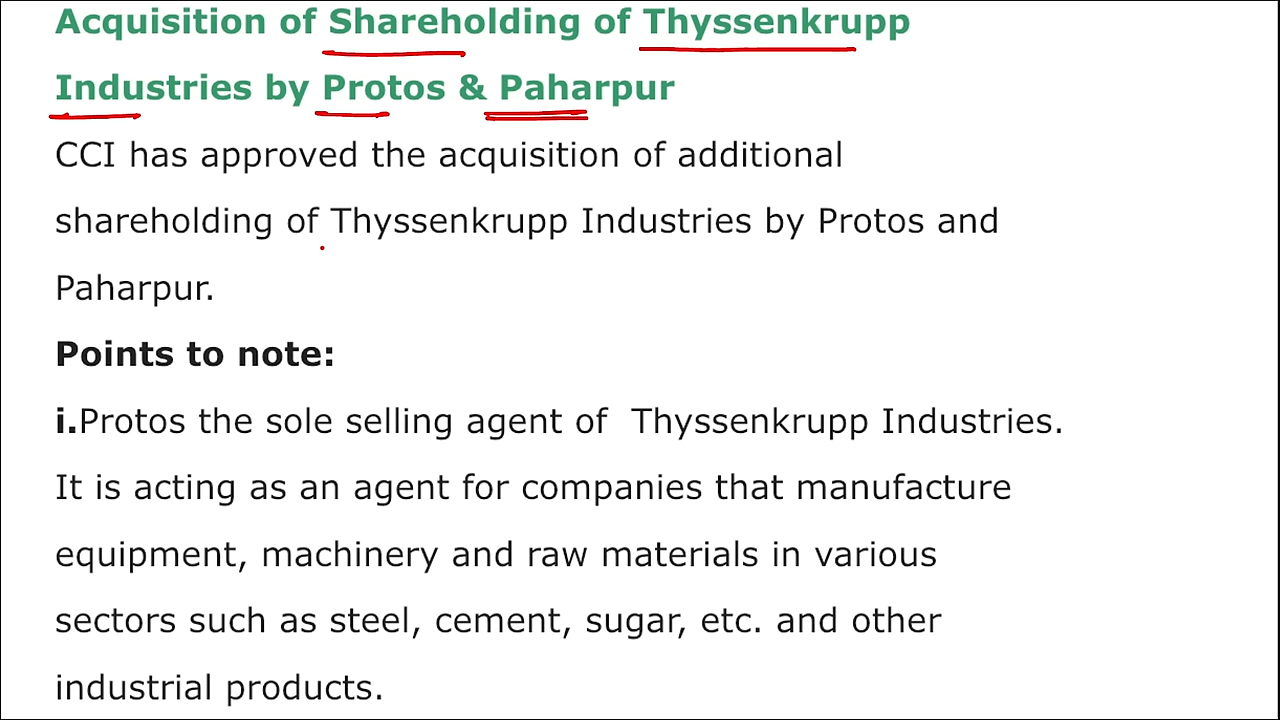 Acquisition of Shareholding of Thyssenkrupp
Industries by Protos & Paharpur
CCI has approved the acquisition of additional
shareholding of Thyssenkrupp Industries by Protos and
Paharpur.
Points to note:
i.Protos the sole selling agent of  Thyssenkrupp Industries.
It is acting as an agent for companies that manufacture
equipment, machinery and raw materials in various
sectors such as steel, cement, sugar, etc. and other
industrial products.